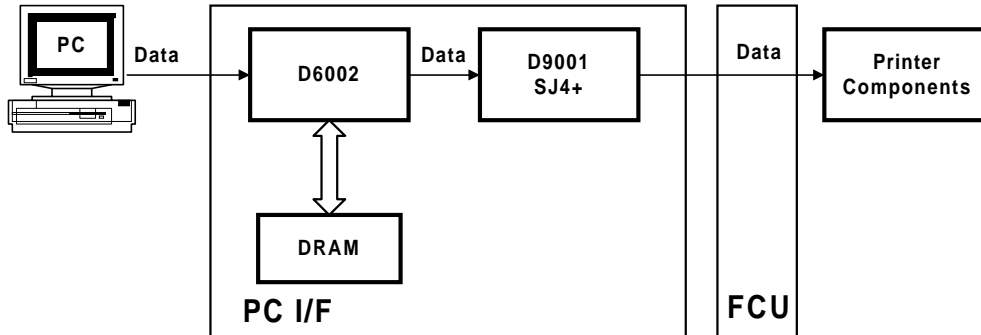 PC
Data
D6002
Data
D9001
SJ4+
Data
Printer
Components
DRAM
PC I/F
FCU